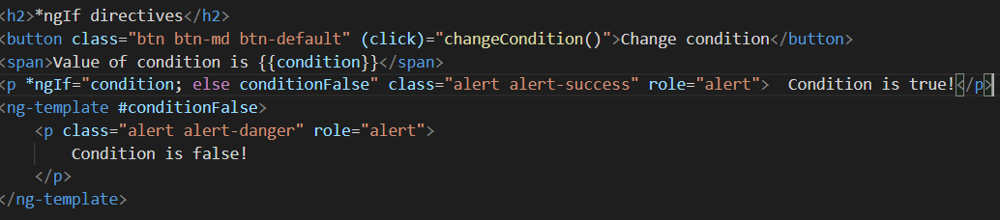 <h2>*ngIf directives</h2>
<button class="btn btn-md btn-default" (click)="changeCondition()">Change condition</button>
<span>Value of condition is {{condition}}</span>
<p *ngIf="condition; else conditionFalse" class="alert alert-success" role="alert">  Condition is true!</p>
<ng-template #conditionFalse>
    <p class="alert alert-danger" role="alert">
        Condition is false!
    </p>
</ng-template>